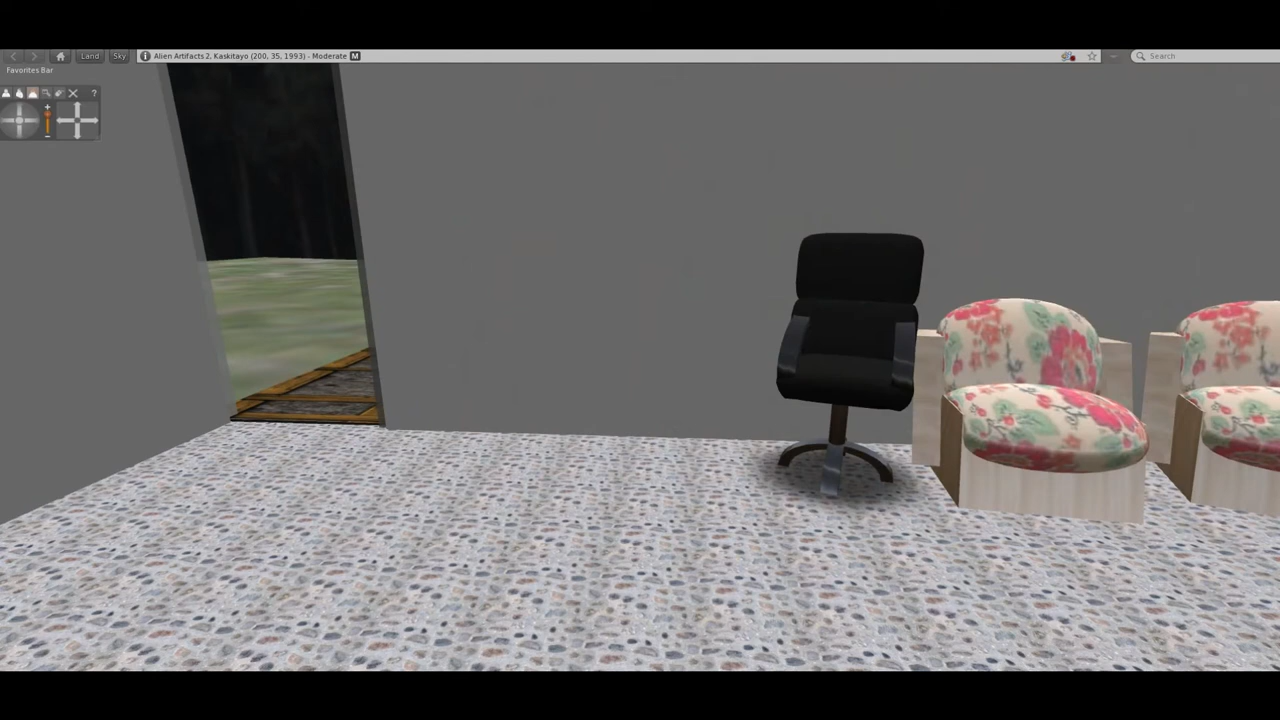 Land Sky Alien Artifacts 2, Kaskitayo (200, 35, 1993) - Moderate M Search
Favorites Bar
?